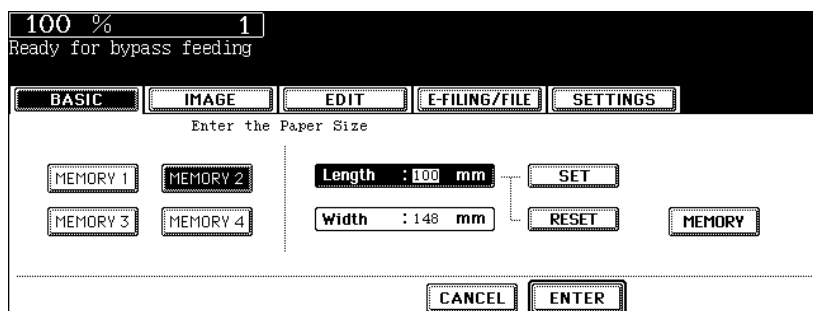 100 % 1
Ready for bypass feeding
BASIC IMAGE EDIT E-FILING/FILE SETTINGS
Enter the Paper Size
MEMORY 1 MEMORY 2 Length : 100 mm SET
MEMORY 3 MEMORY 4 Width : 148 mm RESET MEMORY
CANCEL ENTER